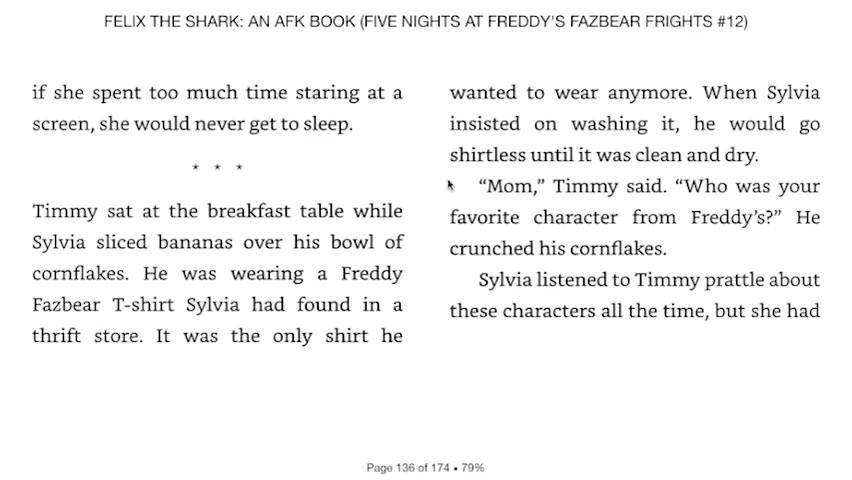 FELIX THE SHARK: AN AFK BOOK (FIVE NIGHTS AT FREDDY'S FAZBEAR FRIGHTS #12)
if she spent too much time staring at a
screen, she would never get to sleep.
* * *
Timmy sat at the breakfast table while
Sylvia sliced bananas over his bowl of
cornflakes. He was wearing a Freddy
Fazbear T-shirt Sylvia had found in a
thrift store. It was the only shirt he
wanted to wear anymore. When Sylvia
insisted on washing it, he would go
shirtless until it was clean and dry.
“Mom,” Timmy said. “Who was your
favorite character from Freddy’s?” He
crunched his cornflakes.
Sylvia listened to Timmy prattle about
these characters all the time, but she had
Page 136 of 174 • 79%